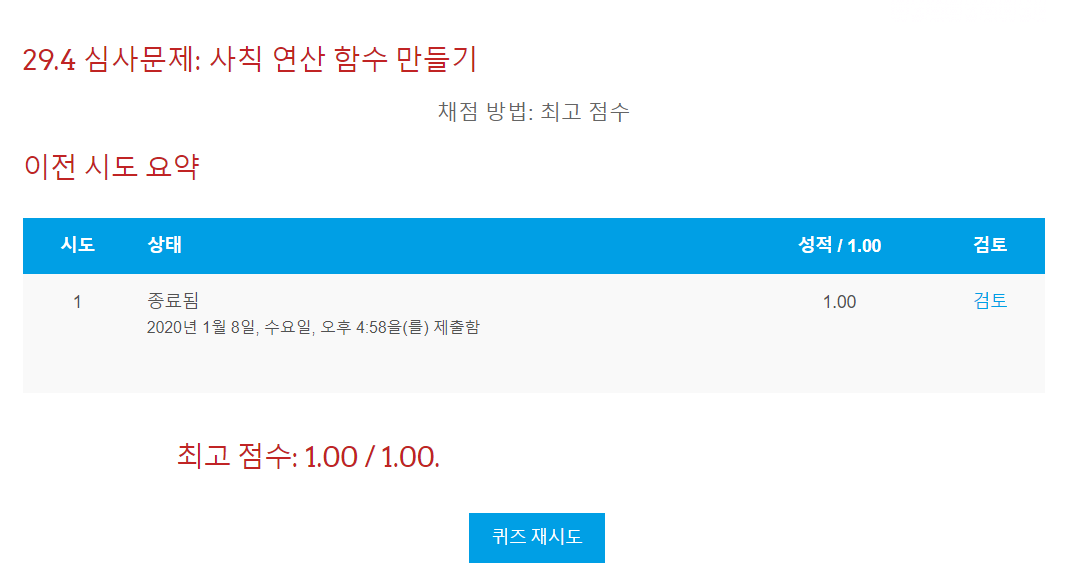 29.4 심사문제: 사칙 연산 함수 만들기
채점 방법: 최고 점수
이전 시도 요약
시도 상태 성적 / 1.00 검토
1 종료됨 1.00 검토
2020년 1월 8일, 수요일, 오후 4:58을(를) 제출함
최고 점수: 1.00 / 1.00.
퀴즈 재시도